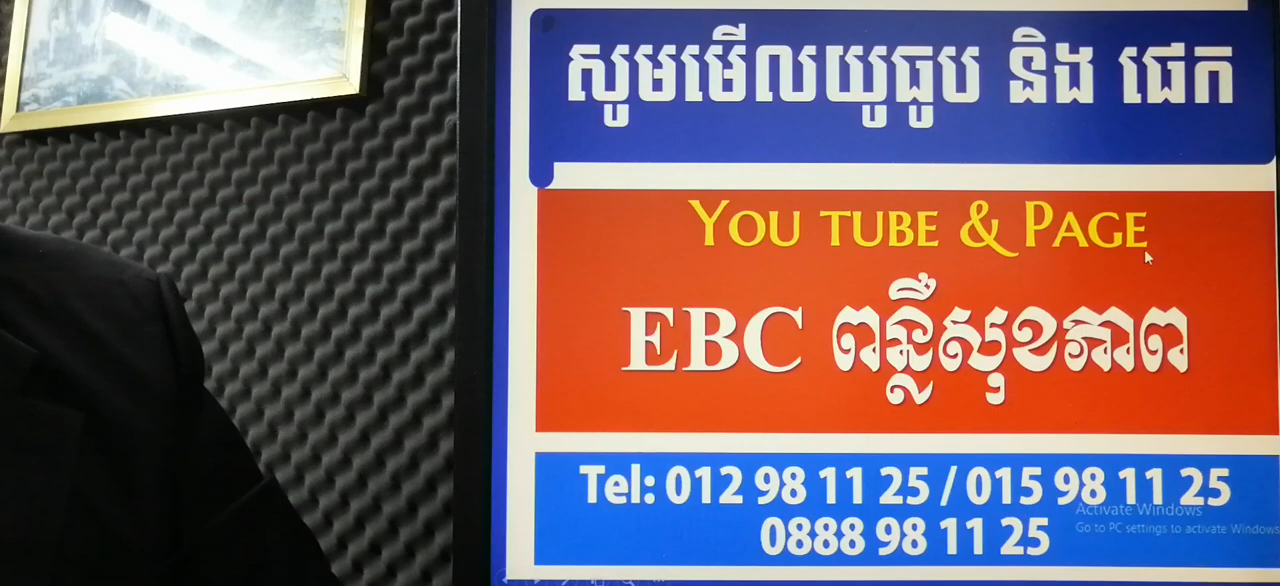 សូមមើលយូធូប និង ផេក
YOU TUBE & PAGE
EBC ពន្លឺសុខភាព
Tel: 012 98 11 25 / 015 98 11 25
0888 98 11 25
Activate Windows
Go to PC settings to activate Windows